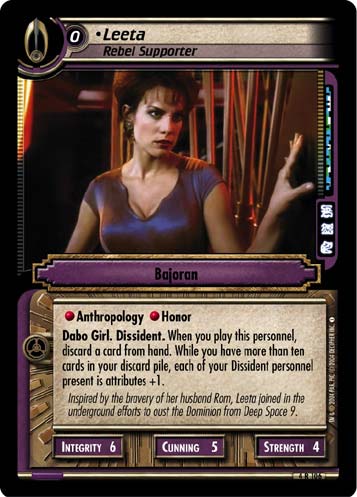 0
•Leeta
Rebel Supporter
Bajoran
Anthropology Honor
Dabo Girl. Dissident. When you play this personnel,
discard a card from hand. While you have more than ten
cards in your discard pile, each of your Dissident personnel
present is attributes +1.
Inspired by the bravery of her husband Rom, Leeta joined in the
underground efforts to oust the Dominion from Deep Space 9.
INTEGRITY 6 CUNNING 5 STRENGTH 4
4 R 106